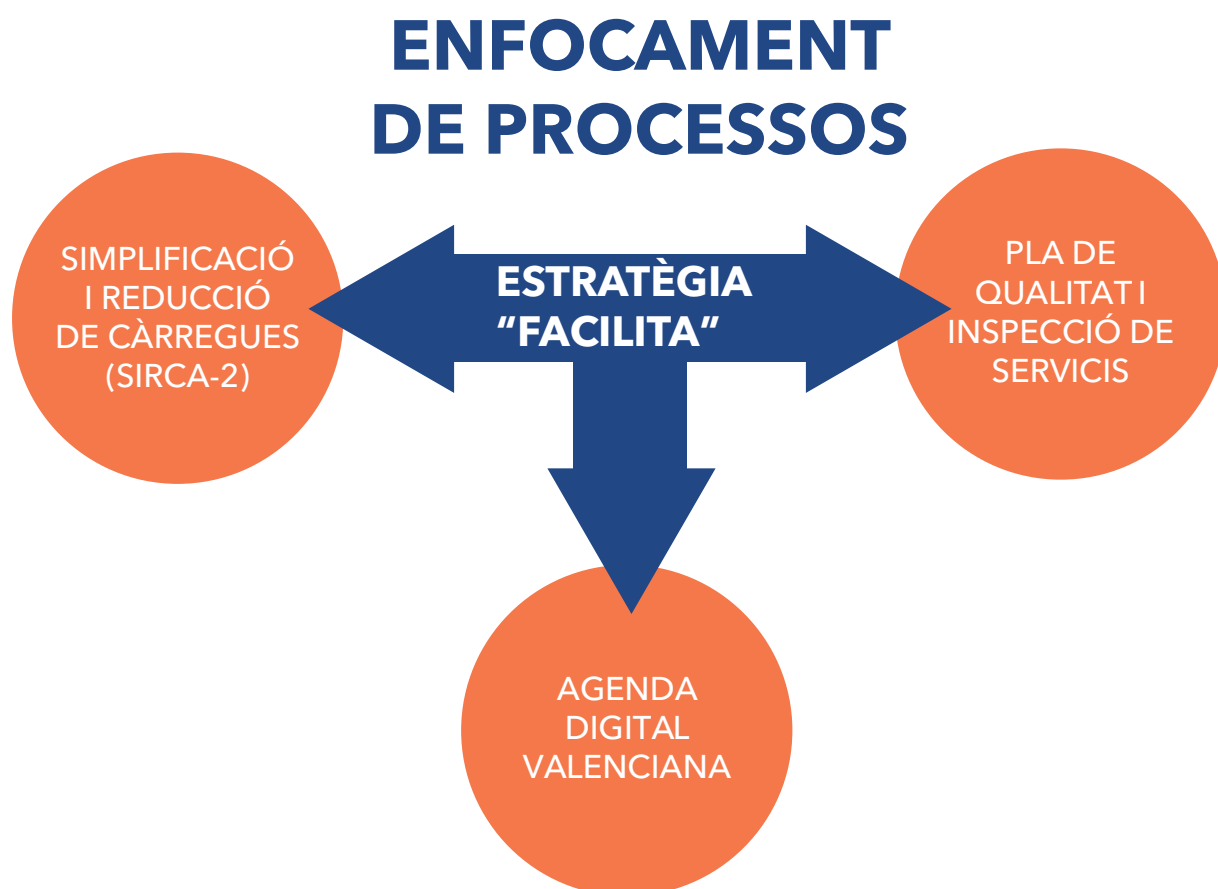 ENFOCAMENT
DE PROCESSOS
SIMPLIFICACIÓ
I REDUCCIÓ
DE CÀRREGUES
(SIRCA-2)
ESTRATÈGIA
“FACILITA”
PLA DE
QUALITAT I
INSPECCIÓ DE
SERVICIS
AGENDA
DIGITAL
VALENCIANA